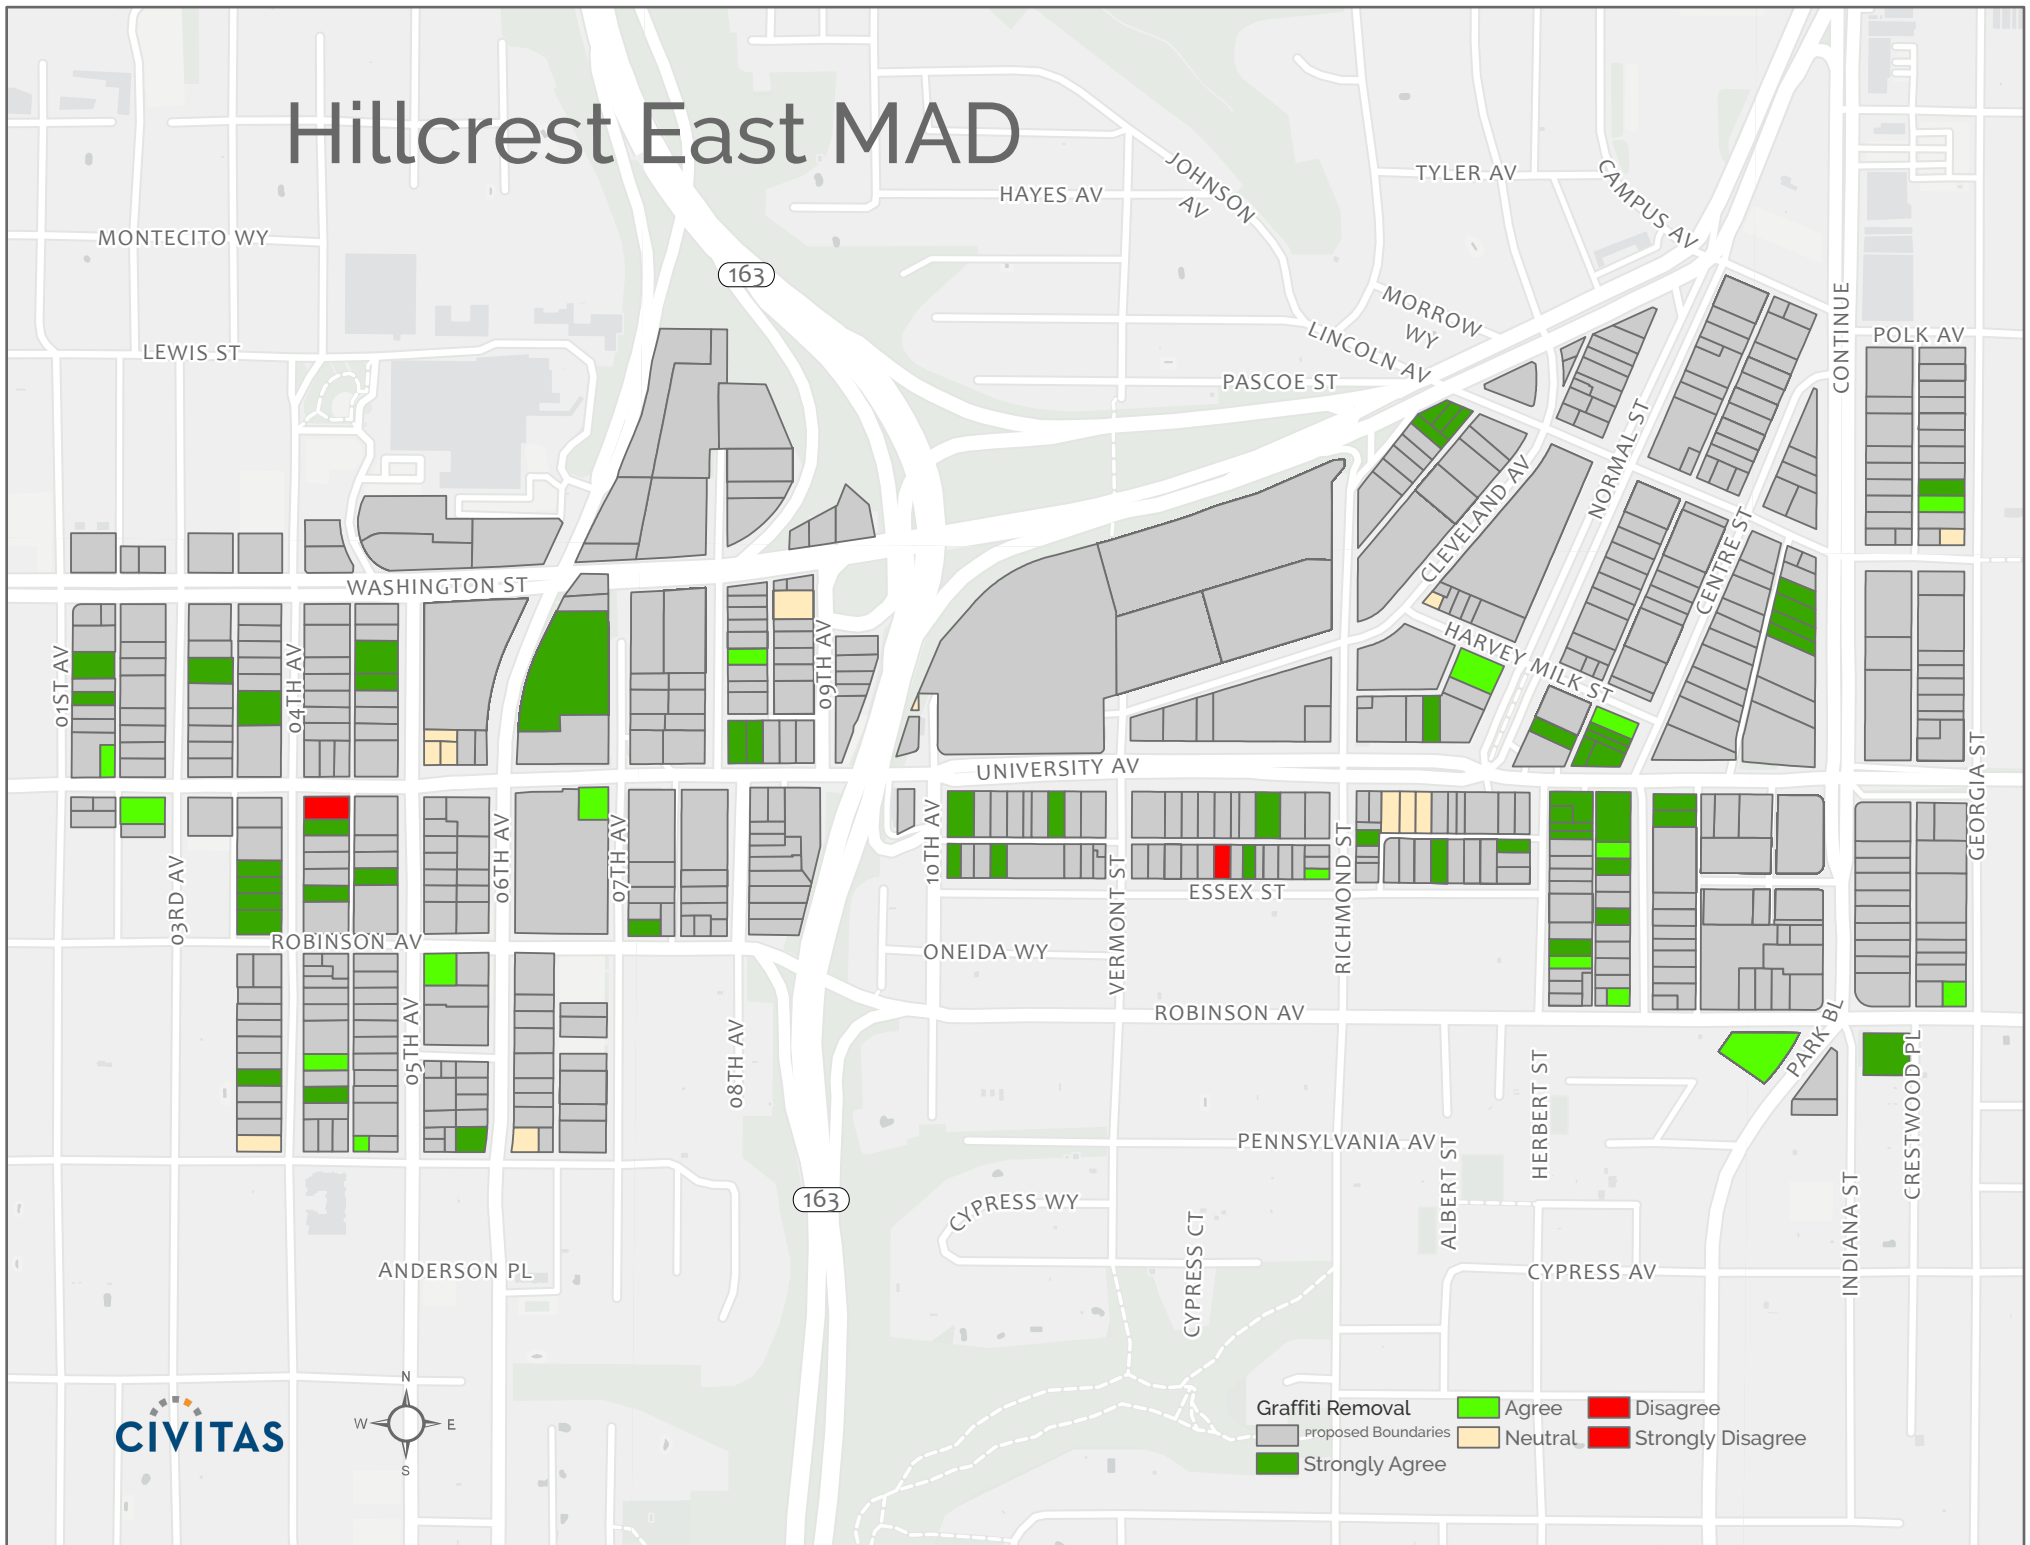 Hillcrest East MAD
JOHNSON
AV
HAYES AV
TYLER AV
CAMPUS AV
MONTECITO WY
163
MORROW
WY
LINCOLN AV
CONTINUE
POLK AV
LEWIS ST
PASCOE ST
NORMAL ST
CLEVELAND AV
CENTRE ST
WASHINGTON ST
HARVEY MILK ST
01ST AV
04TH AV
09TH AV
UNIVERSITY AV
GEORGIA ST
03RD AV
06TH AV
07TH AV
10TH AV
VERMONT ST
RICHMOND ST
ESSEX ST
ROBINSON AV
ONEIDA WY
05TH AV
08TH AV
ROBINSON AV
PARK BL
CRESTWOOD PL
HERBERT ST
PENNSYLVANIA AV
ALBERT ST
INDIANA ST
163
CYPRESS WY
CYPRESS CT
ANDERSON PL
CYPRESS AV
N
W
E
S
CIVITAS
Graffiti Removal
Proposed Boundaries
Strongly Agree
Agree
Neutral
Disagree
Strongly Disagree